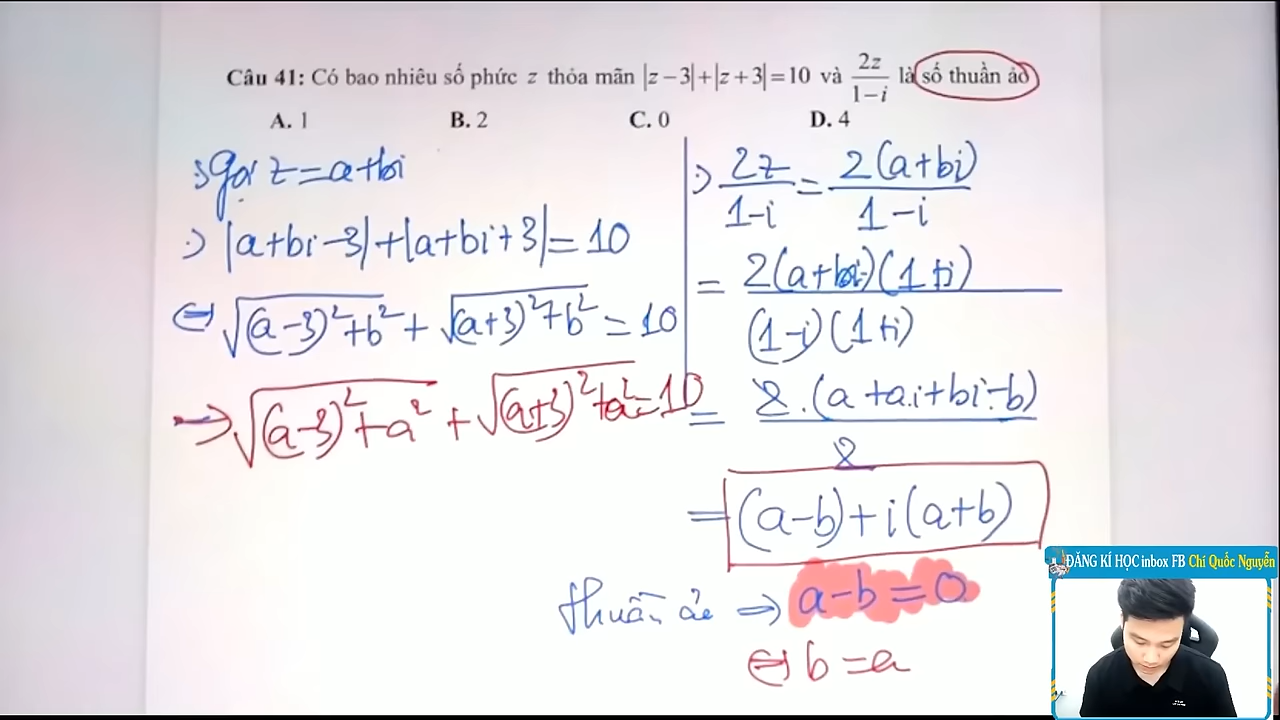 Câu 41: Có bao nhiêu số phức z thỏa mãn |z−3|+|z+3|=10 và 2z/(1−i) là số thuần ảo
A. 1 B. 2 C. 0 D. 4
Gọi z=a+bi
|a+bi−3|+|a+bi+3|=10
⇔ √((a−3)²+b²) + √((a+3)²+b²) = 10
→ √((a−3)²+a²) + √((a+3)²+a²) = 10
2z/(1−i) = 2(a+bi)/(1−i)
= 2(a+bi)(1+i)/((1−i)(1+i))
= 2.(a+ai+bi−b)/2
= (a−b)+i(a+b)
thuần ảo ⇒ a−b=0
⇔ b=a
ĐĂNG KÍ HỌC inbox FB Chí Quốc Nguyễn